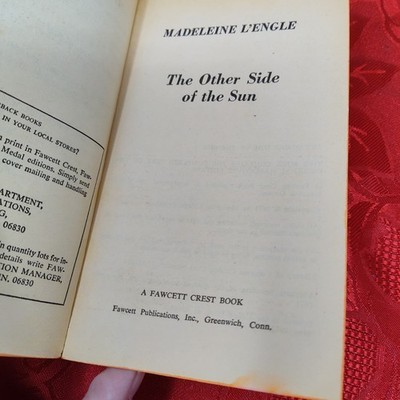 BACK BOOKS
IN YOUR LOCAL STORES?
print in Fawcett Crest, Faw-
Medal editions. Simply send
cover mailing and handling
ARTMENT,
ATIONS,
G,
06830
n quantity lots for in-
details write FAW-
TION MANAGER,
NN. 06830
MADELEINE L'ENGLE
The Other Side
of the Sun
A FAWCETT CREST BOOK
Fawcett Publications, Inc., Greenwich, Conn.